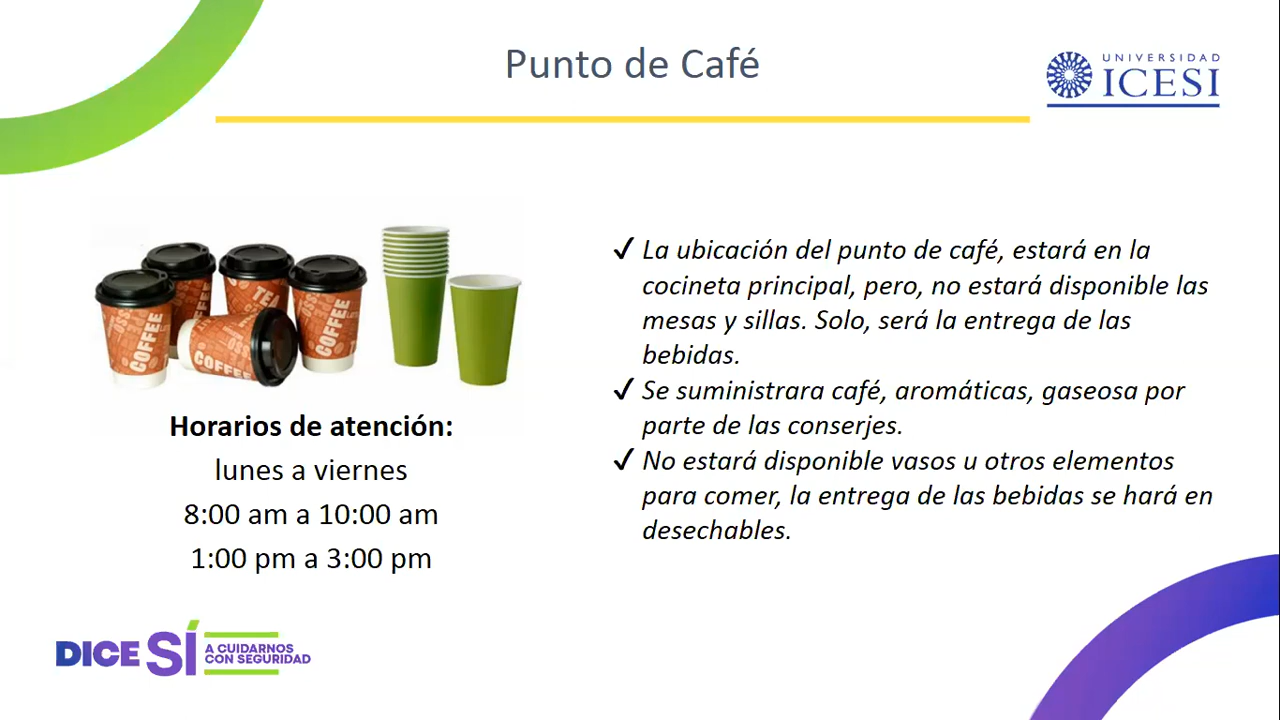 Punto de Café
UNIVERSIDAD
ICESI
COFFEE
TEA
COFFEE
COFFEE
Horarios de atención:
lunes a viernes
8:00 am a 10:00 am
1:00 pm a 3:00 pm
✓ La ubicación del punto de café, estará en la
cocineta principal, pero, no estará disponible las
mesas y sillas. Solo, será la entrega de las
bebidas.
✓ Se suministrara café, aromáticas, gaseosa por
parte de las conserjes.
✓ No estará disponible vasos u otros elementos
para comer, la entrega de las bebidas se hará en
desechables.
DICE SÍ A CUIDARNOS
CON SEGURIDAD